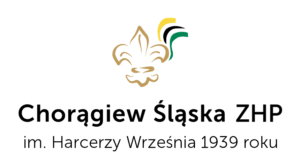 Chorągiew Śląska ZHP
im. Harcerzy Września 1939 roku